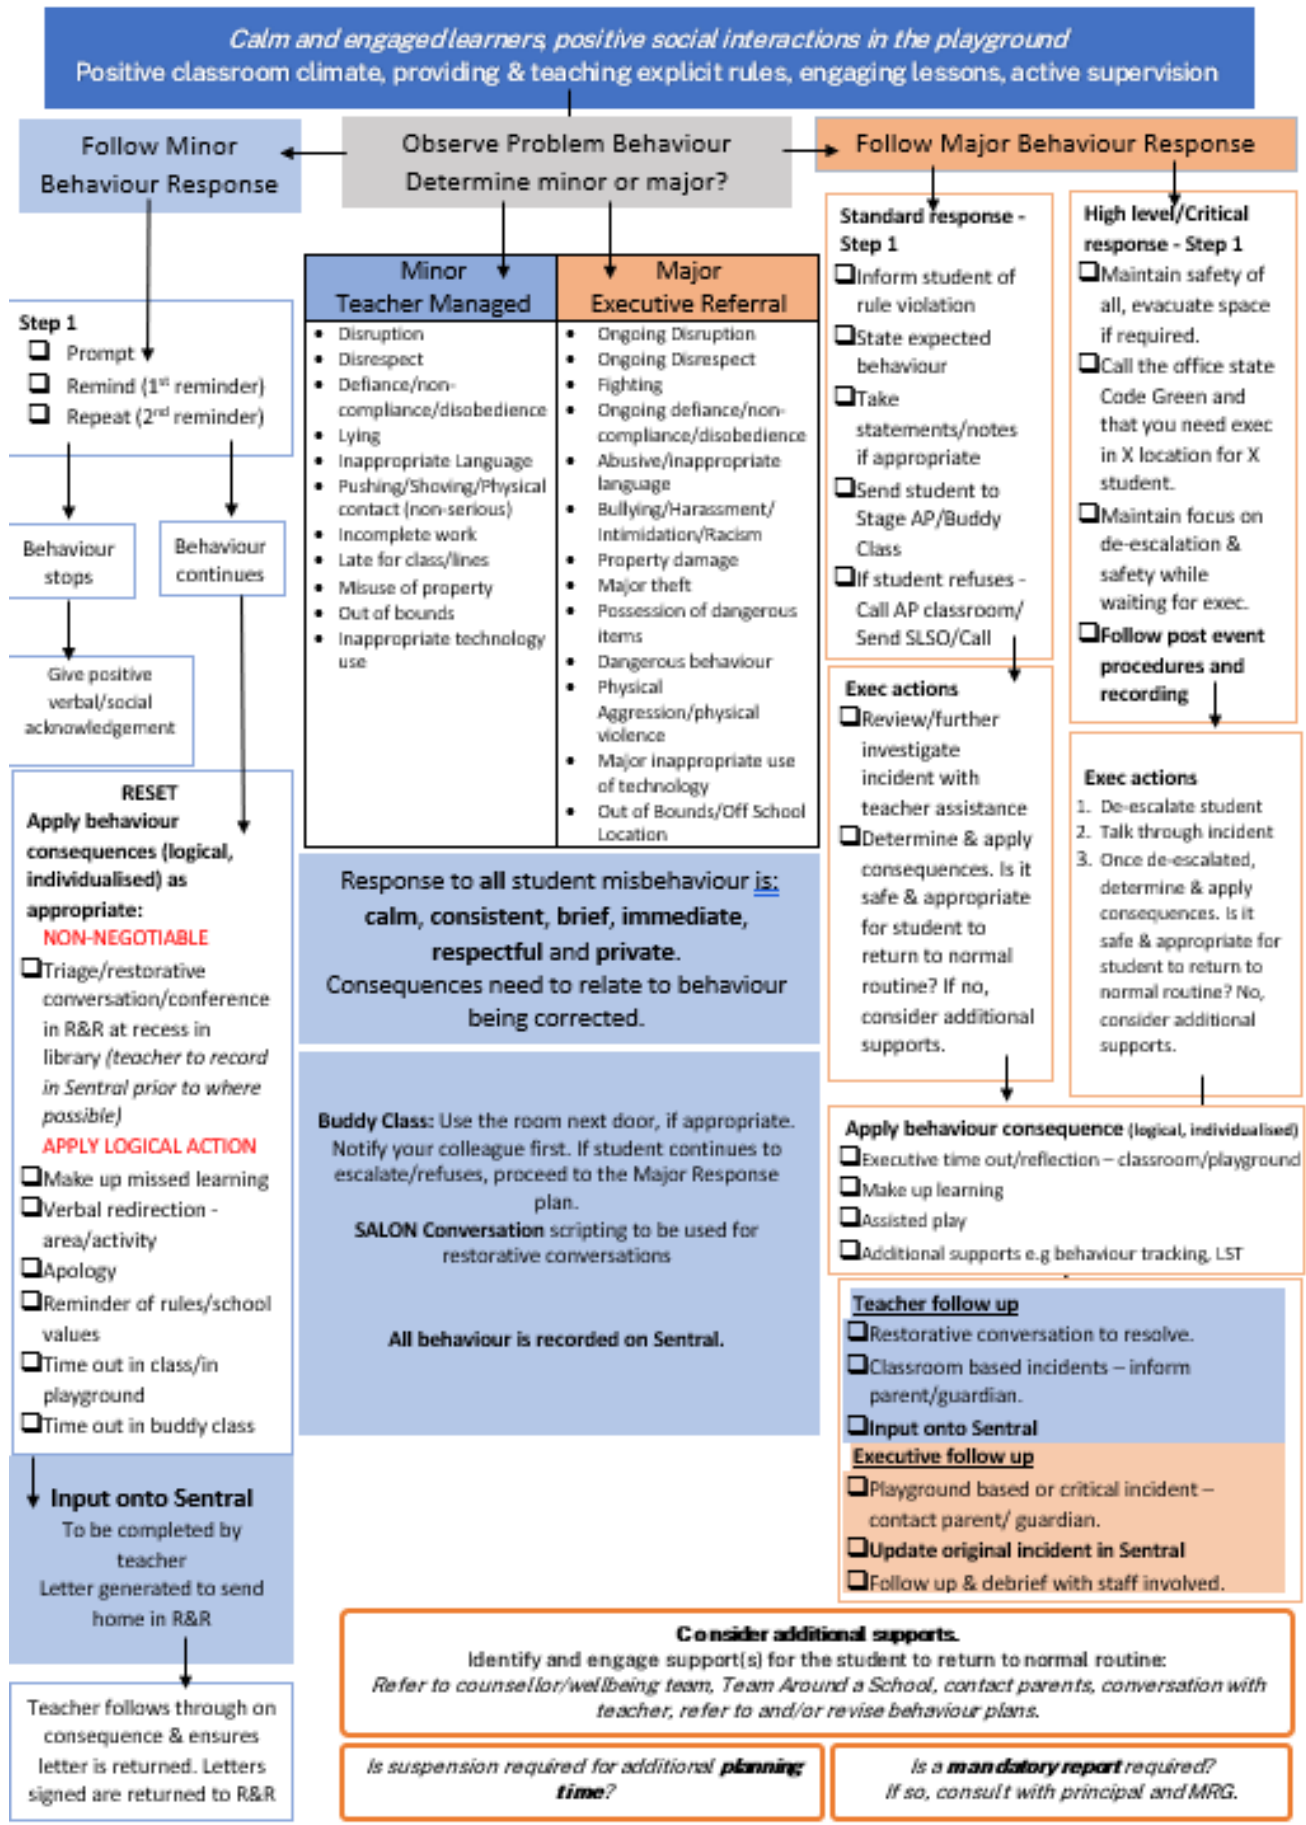 Calm and engaged learners, positive social interactions in the playground
Positive classroom climate, providing & teaching explicit rules, engaging lessons, active supervision
Follow Minor
Behaviour Response
Observe Problem Behaviour
Determine minor or major?
Follow Major Behaviour Response
Step 1
Prompt
Remind (1st reminder)
Repeat (2nd reminder)
Behaviour
stops
Behaviour
continues
Give positive
verbal/social
acknowledgement
RESET
Apply behaviour
consequences (logical,
individualised) as
appropriate:
NON-NEGOTIABLE
Triage/restorative
conversation/conference
in R&R at recess in
library (teacher to record
in Sentral prior to where
possible)
APPLY LOGICAL ACTION
Make up missed learning
Verbal redirection -
area/activity
Apology
Reminder of rules/school
values
Time out in class/in
playground
Time out in buddy class
Input onto Sentral
To be completed by
teacher
Letter generated to send
home in R&R
Teacher follows through on
consequence & ensures
letter is returned. Letters
signed are returned to R&R
Minor
Teacher Managed
• Disruption
• Disrespect
• Defiance/non-
compliance/disobedience
• Lying
• Inappropriate Language
• Pushing/Shoving/Physical
contact (non-serious)
• Incomplete work
• Late for class/lines
• Misuse of property
• Out of bounds
• Inappropriate technology
use
Major
Executive Referral
• Ongoing Disruption
• Ongoing Disrespect
• Fighting
• Ongoing defiance/non-
compliance/disobedience
• Abusive/inappropriate
language
• Bullying/Harassment/
Intimidation/Racism
• Property damage
• Major theft
• Possession of dangerous
items
• Dangerous behaviour
• Physical
Aggression/physical
violence
• Major inappropriate use
of technology
• Out of Bounds/Off School
Location
Response to all student misbehaviour is:
calm, consistent, brief, immediate,
respectful and private.
Consequences need to relate to behaviour
being corrected.
Buddy Class: Use the room next door, if appropriate.
Notify your colleague first. If student continues to
escalate/refuses, proceed to the Major Response
plan.
SALON Conversation scripting to be used for
restorative conversations
All behaviour is recorded on Sentral.
Standard response -
Step 1
Inform student of
rule violation
State expected
behaviour
Take
statements/notes
if appropriate
Send student to
Stage AP/Buddy
Class
If student refuses -
Call AP classroom/
Send SLSO/Call
Exec actions
Review/further
investigate
incident with
teacher assistance
Determine & apply
consequences. Is it
safe & appropriate
for student to
return to normal
routine? If no,
consider additional
supports.
High level/Critical
response - Step 1
Maintain safety of
all, evacuate space
if required.
Call the office state
Code Green and
that you need exec
in X location for X
student.
Maintain focus on
de-escalation &
safety while
waiting for exec.
Follow post event
procedures and
recording
Exec actions
1. De-escalate student
2. Talk through incident
3. Once de-escalated,
determine & apply
consequences. Is it
safe & appropriate for
student to return to
normal routine? No,
consider additional
supports.
Apply behaviour consequence (logical, individualised)
Executive time out/reflection – classroom/playground
Make up learning
Assisted play
Additional supports e.g behaviour tracking, LST
Teacher follow up
Restorative conversation to resolve.
Classroom based incidents – inform
parent/guardian.
Input onto Sentral
Executive follow up
Playground based or critical incident –
contact parent/ guardian.
Update original incident in Sentral
Follow up & debrief with staff involved.
Consider additional supports.
Identify and engage support(s) for the student to return to normal routine:
Refer to counsellor/wellbeing team, Team Around a School, contact parents, conversation with
teacher, refer to and/or revise behaviour plans.
Is suspension required for additional planning
time?
Is a mandatory report required?
If so, consult with principal and MRG.